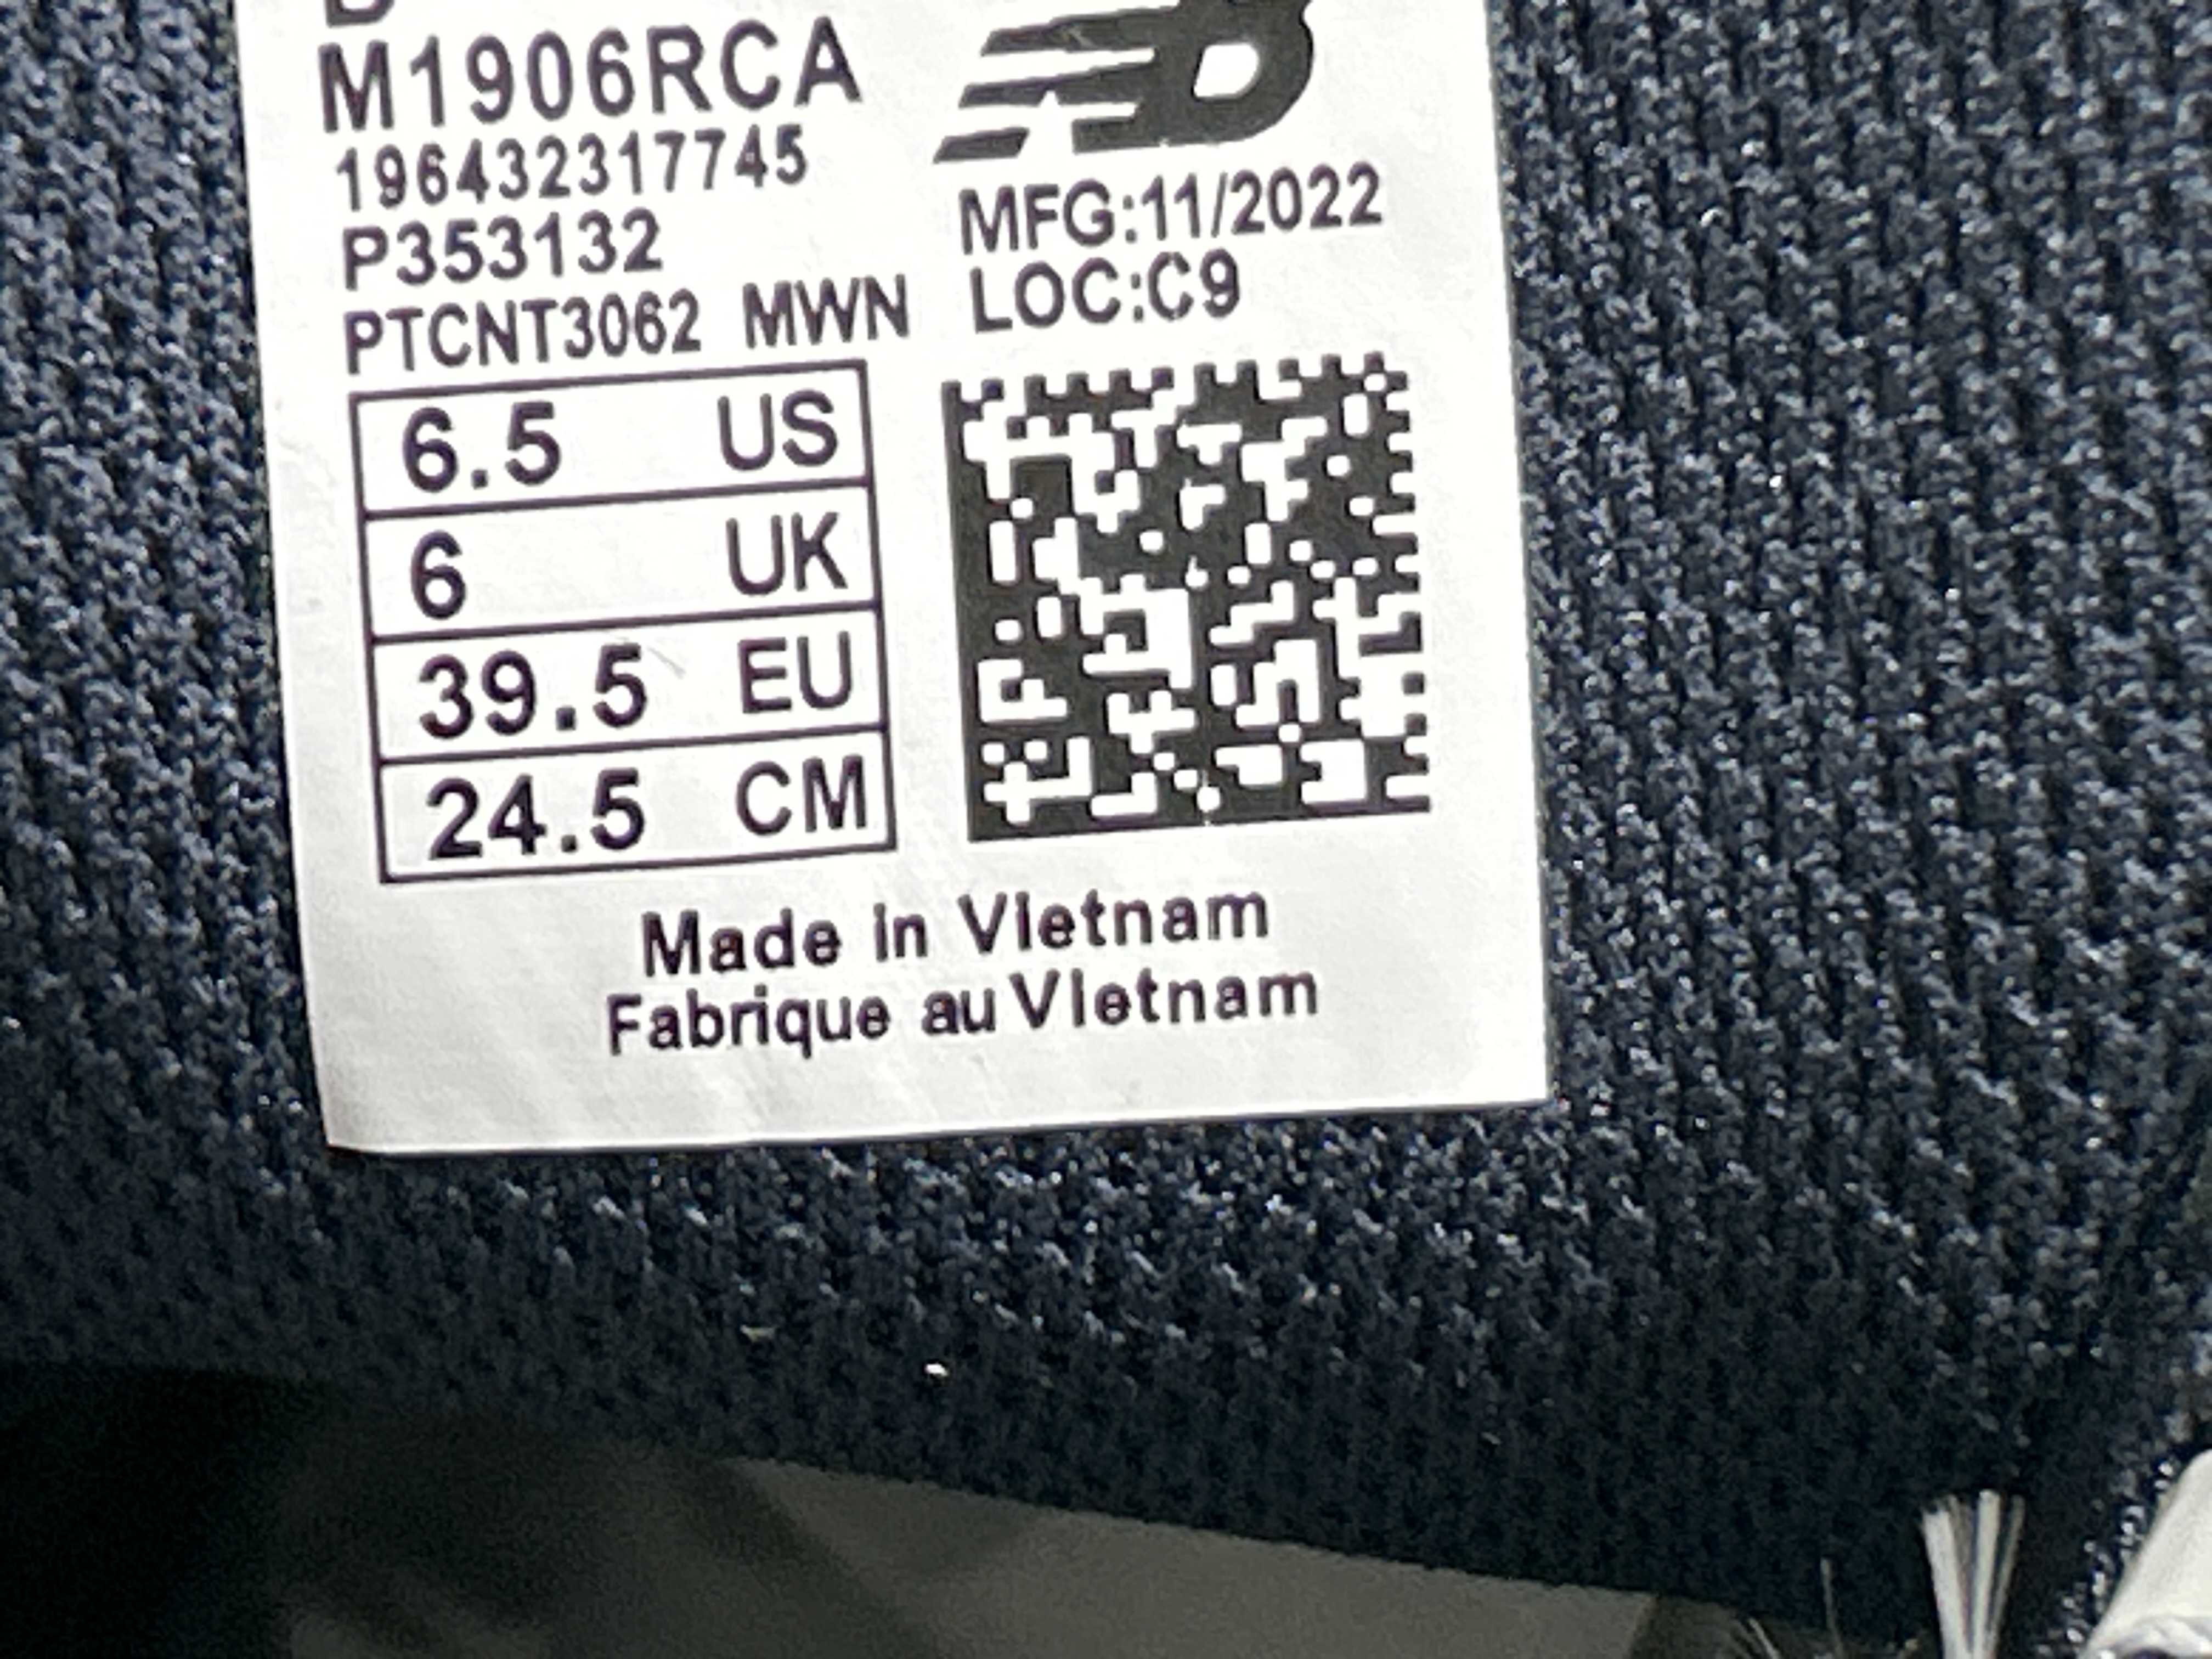 M1906RCA
196432317745
P353132
PTCNT3062 MWN
MFG:11/2022
LOC:C9
6.5 US
6 UK
39.5 EU
24.5 CM
Made in Vietnam
Fabrique au Vietnam